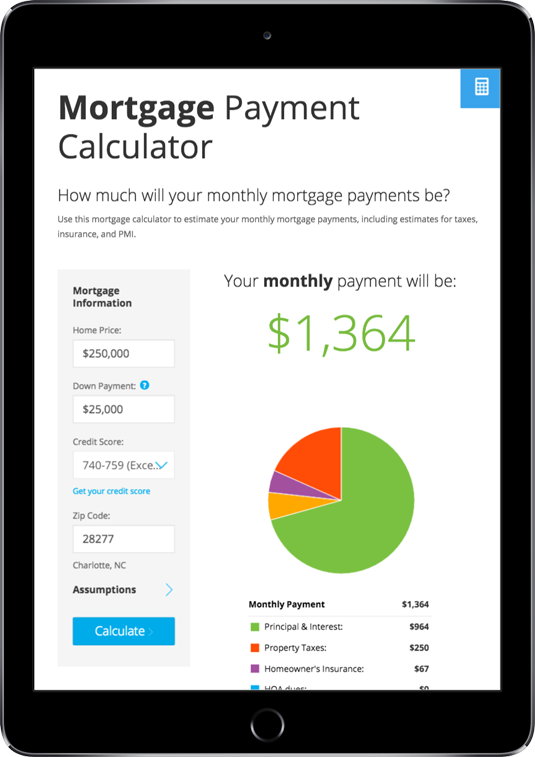 Mortgage Payment
Calculator
How much will your monthly mortgage payments be?
Use this mortgage calculator to estimate your monthly mortgage payments, including estimates for taxes,
insurance, and PMI.
Mortgage
Information
Home Price:
$250,000
Down Payment: ?
$25,000
Credit Score:
740-759 (Exce...
Get your credit score
Zip Code:
28277
Charlotte, NC
Assumptions
Calculate
Your monthly payment will be:
$1,364
Monthly Payment $1,364
Principal & Interest: $964
Property Taxes: $250
Homeowner's Insurance: $67
HOA dues: $0